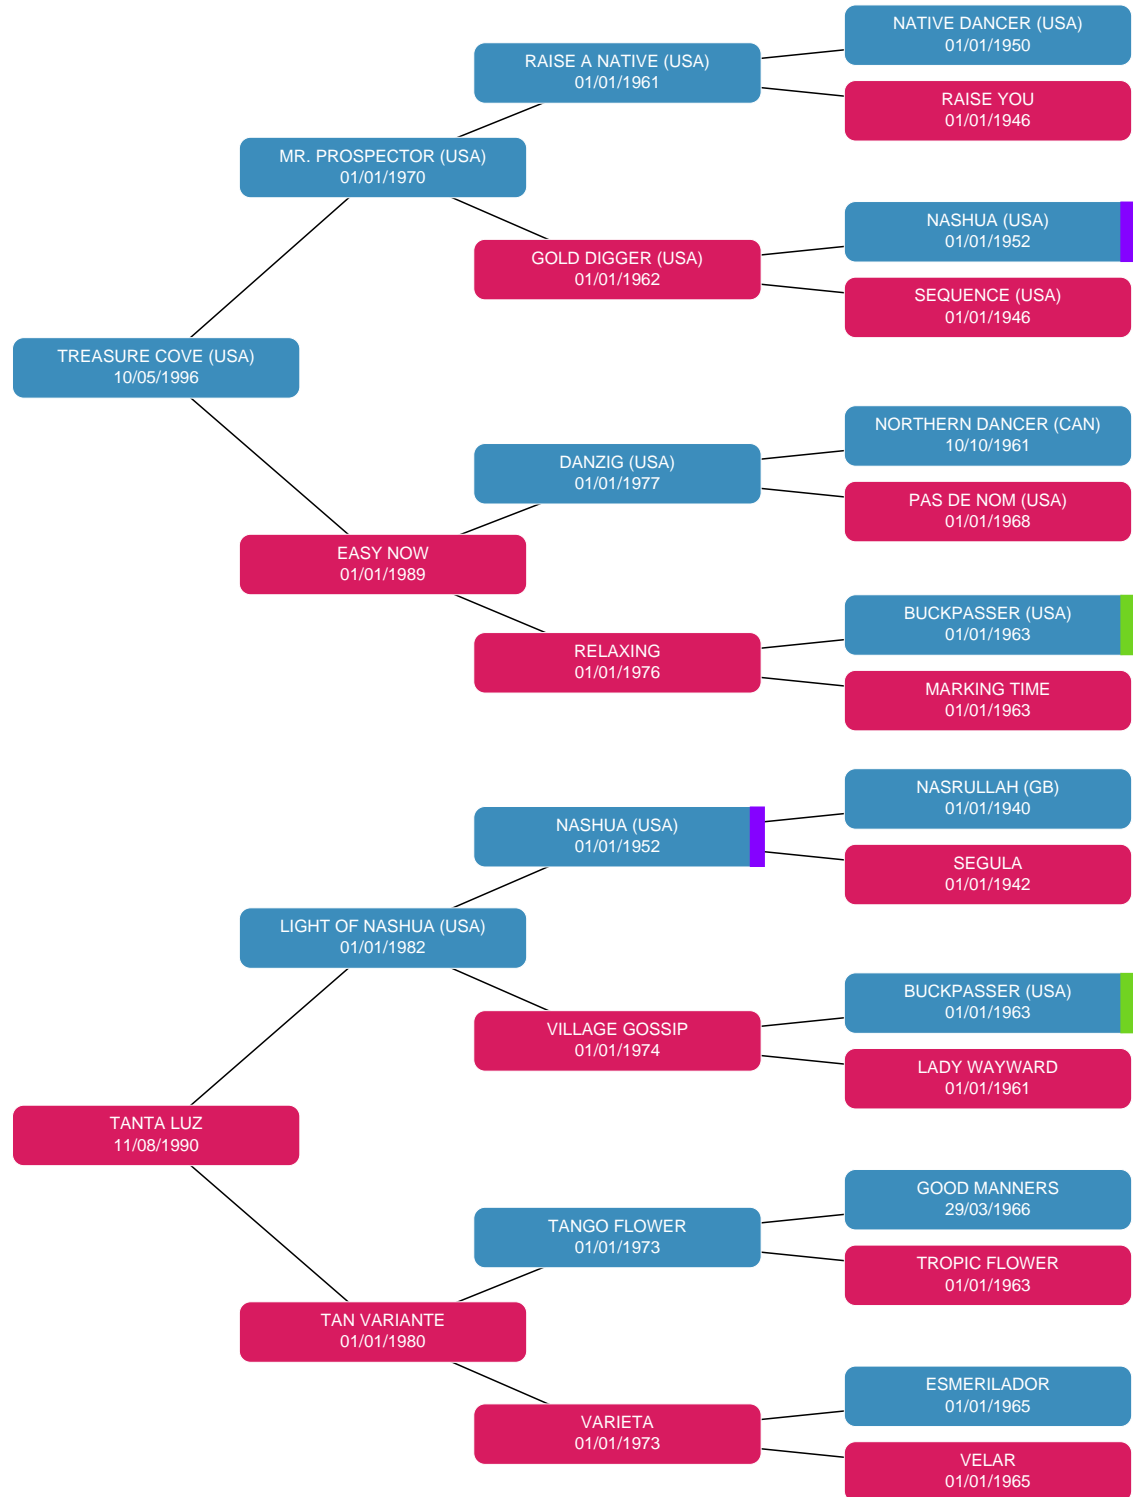 NATIVE DANCER (USA)
01/01/1950
RAISE A NATIVE (USA)
01/01/1961
RAISE YOU
01/01/1946
MR. PROSPECTOR (USA)
01/01/1970
NASHUA (USA)
01/01/1952
GOLD DIGGER (USA)
01/01/1962
SEQUENCE (USA)
01/01/1946
TREASURE COVE (USA)
10/05/1996
NORTHERN DANCER (CAN)
10/10/1961
DANZIG (USA)
01/01/1977
PAS DE NOM (USA)
01/01/1968
EASY NOW
01/01/1989
BUCKPASSER (USA)
01/01/1963
RELAXING
01/01/1976
MARKING TIME
01/01/1963
NASRULLAH (GB)
01/01/1940
NASHUA (USA)
01/01/1952
SEGULA
01/01/1942
LIGHT OF NASHUA (USA)
01/01/1982
BUCKPASSER (USA)
01/01/1963
VILLAGE GOSSIP
01/01/1974
LADY WAYWARD
01/01/1961
TANTA LUZ
11/08/1990
GOOD MANNERS
29/03/1966
TANGO FLOWER
01/01/1973
TROPIC FLOWER
01/01/1963
TAN VARIANTE
01/01/1980
ESMERILADOR
01/01/1965
VARIETA
01/01/1973
VELAR
01/01/1965